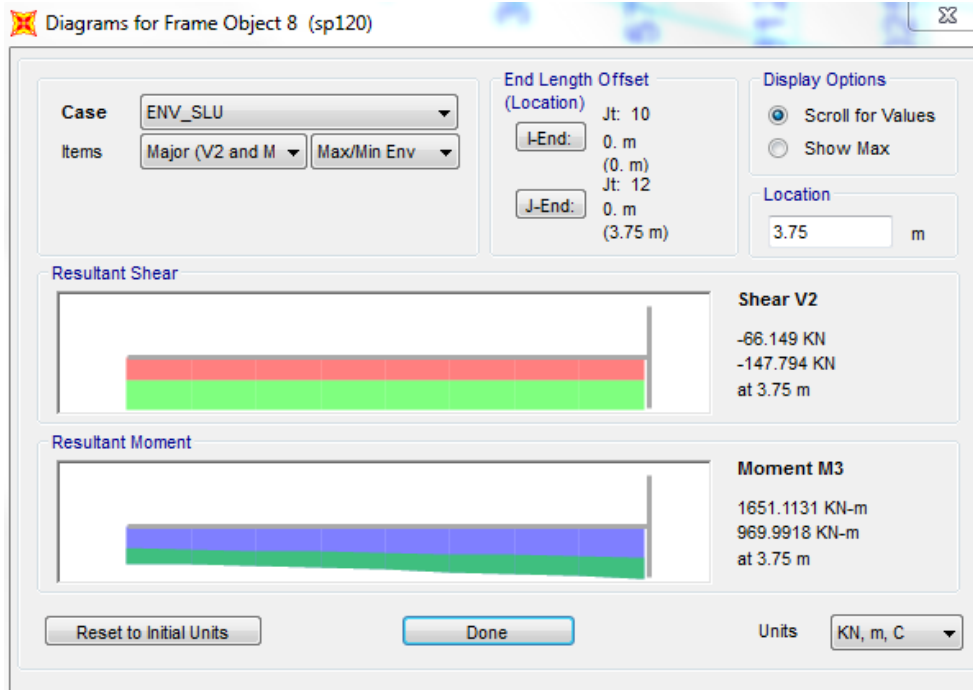 Diagrams for Frame Object 8 (sp120)
Case ENV_SLU
Items Major (V2 and M Max/Min Env
End Length Offset
(Location)
Jt: 10
I-End: 0. m
(0. m)
Jt: 12
J-End: 0. m
(3.75 m)
Display Options
Scroll for Values
Show Max
Location
3.75 m
Resultant Shear
Shear V2
-66.149 KN
-147.794 KN
at 3.75 m
Resultant Moment
Moment M3
1651.1131 KN-m
969.9918 KN-m
at 3.75 m
Reset to Initial Units Done Units KN, m, C